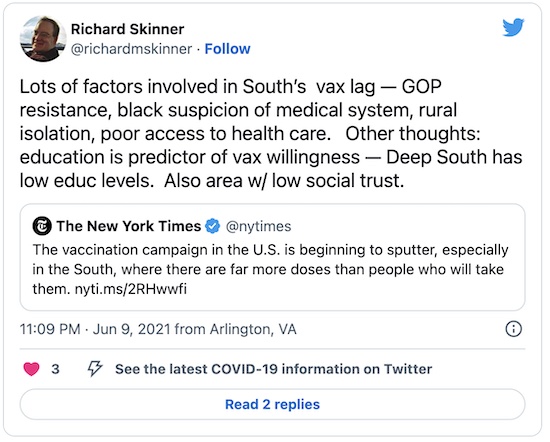 Richard Skinner
@richardmskinner · Follow
Lots of factors involved in South's  vax lag — GOP
resistance, black suspicion of medical system, rural
isolation, poor access to health care.   Other thoughts:
education is predictor of vax willingness — Deep South has
low educ levels.  Also area w/ low social trust.
The New York Times @nytimes
The vaccination campaign in the U.S. is beginning to sputter, especially
in the South, where there are far more doses than people who will take
them. nyti.ms/2RHwwfi
11:09 PM · Jun 9, 2021 from Arlington, VA
3 See the latest COVID-19 information on Twitter
Read 2 replies